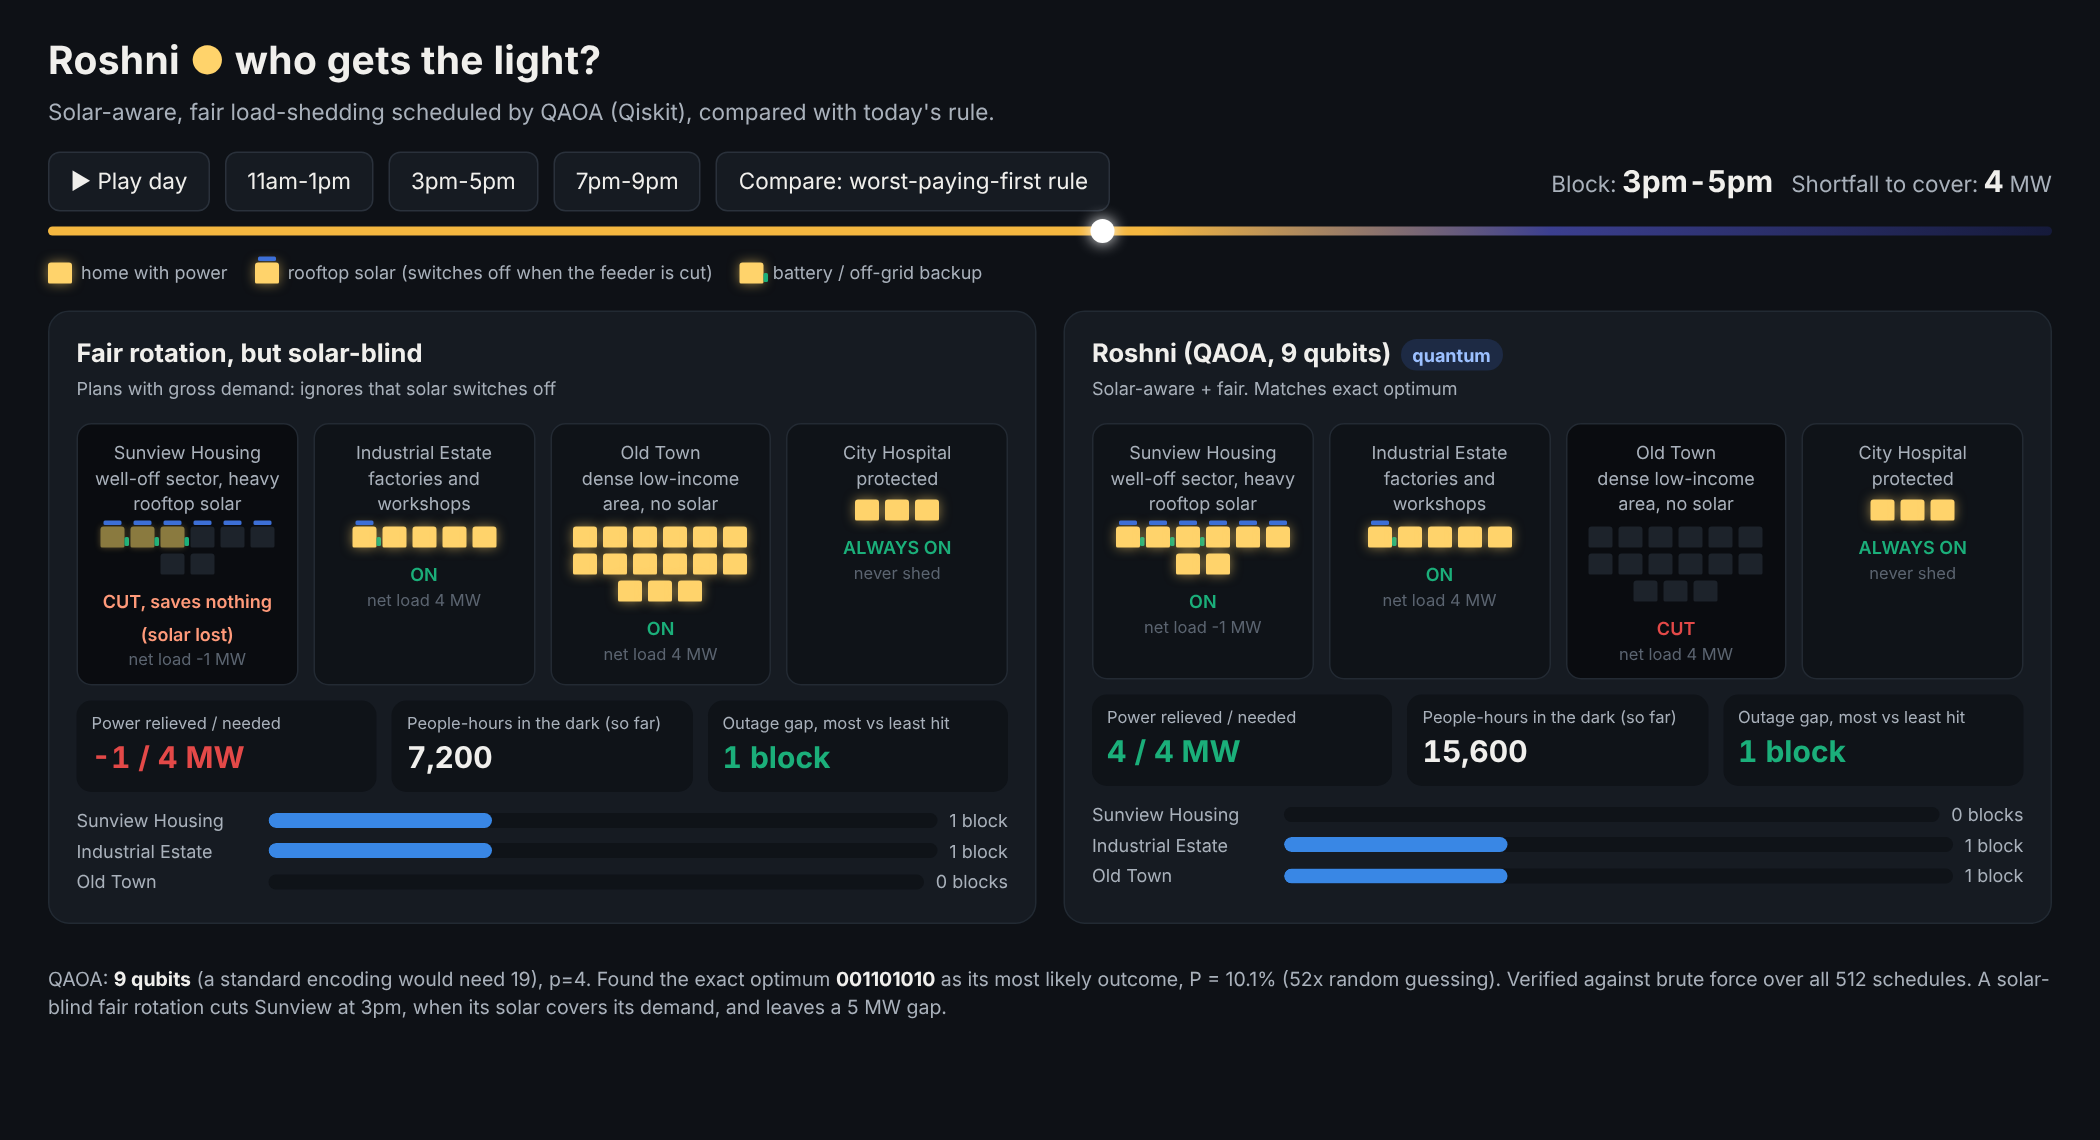 Roshni who gets the light?
Solar-aware, fair load-shedding scheduled by QAOA (Qiskit), compared with today's rule.
▶ Play day
11am-1pm
3pm-5pm
7pm-9pm
Compare: worst-paying-first rule
Block: 3pm-5pm Shortfall to cover: 4 MW
home with power
rooftop solar (switches off when the feeder is cut)
battery / off-grid backup
Fair rotation, but solar-blind
Plans with gross demand: ignores that solar switches off
Sunview Housing
well-off sector, heavy
rooftop solar
CUT, saves nothing
(solar lost)
net load -1 MW
Industrial Estate
factories and
workshops
ON
net load 4 MW
Old Town
dense low-income
area, no solar
ON
net load 4 MW
City Hospital
protected
ALWAYS ON
never shed
Power relieved / needed
-1 / 4 MW
People-hours in the dark (so far)
7,200
Outage gap, most vs least hit
1 block
Sunview Housing 1 block
Industrial Estate 1 block
Old Town 0 blocks
Roshni (QAOA, 9 qubits) quantum
Solar-aware + fair. Matches exact optimum
Sunview Housing
well-off sector, heavy
rooftop solar
ON
net load -1 MW
Industrial Estate
factories and
workshops
ON
net load 4 MW
Old Town
dense low-income
area, no solar
CUT
net load 4 MW
City Hospital
protected
ALWAYS ON
never shed
Power relieved / needed
4 / 4 MW
People-hours in the dark (so far)
15,600
Outage gap, most vs least hit
1 block
Sunview Housing 0 blocks
Industrial Estate 1 block
Old Town 1 block
QAOA: 9 qubits (a standard encoding would need 19), p=4. Found the exact optimum 001101010 as its most likely outcome, P = 10.1% (52x random guessing). Verified against brute force over all 512 schedules. A solar-
blind fair rotation cuts Sunview at 3pm, when its solar covers its demand, and leaves a 5 MW gap.